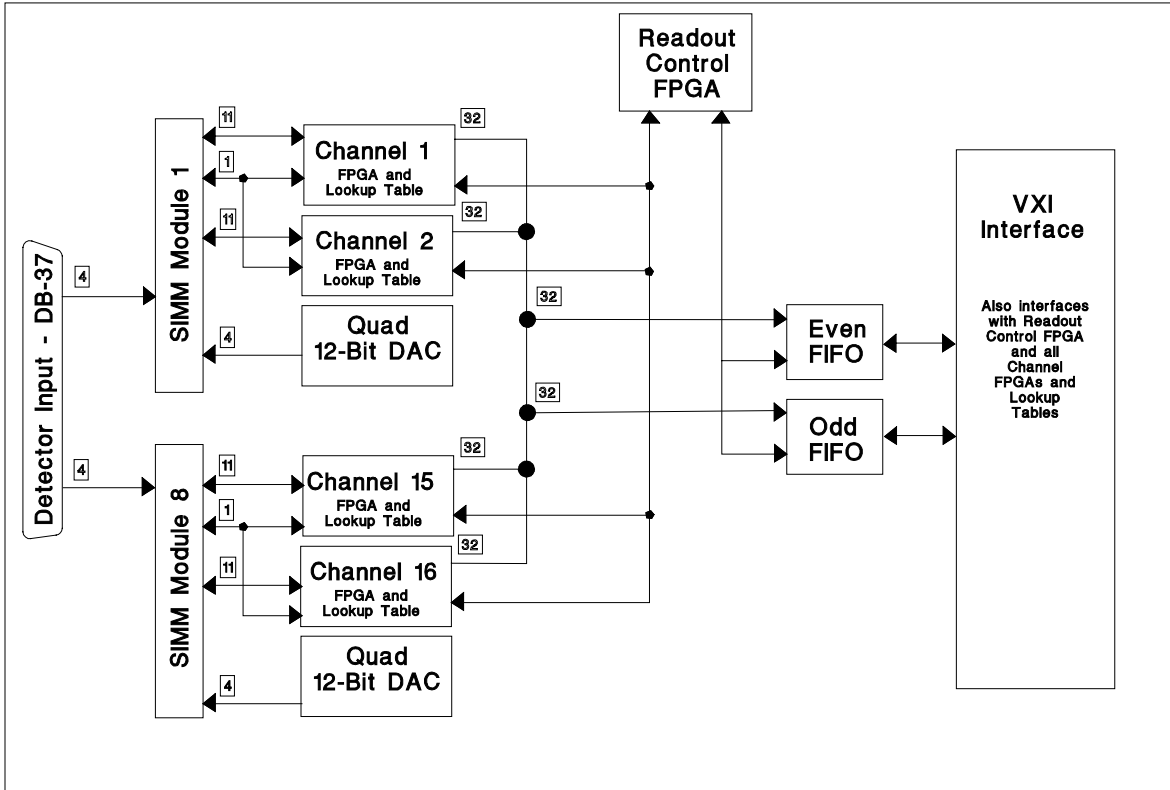 Readout
Control
FPGA
Detector Input - DB-37
4
4
SIMM Module 1
11
1
11
4
Channel 1
FPGA and
Lookup Table
32
Channel 2
FPGA and
Lookup Table
32
Quad
12-Bit DAC
SIMM Module 8
11
1
11
4
Channel 15
FPGA and
Lookup Table
32
Channel 16
FPGA and
Lookup Table
32
Quad
12-Bit DAC
32
32
Even
FIFO
Odd
FIFO
VXI
Interface
Also interfaces
with Readout
Control FPGA
and all
Channel
FPGAs and
Lookup
Tables